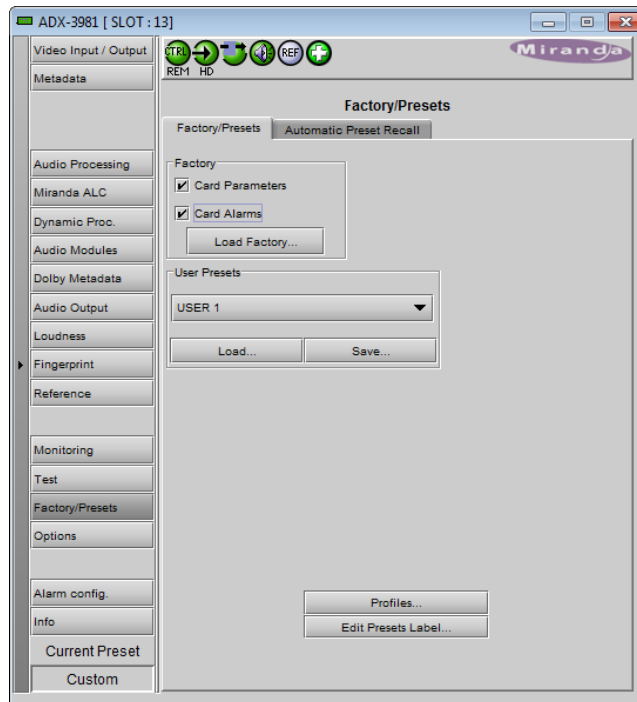 ADX-3981 [ SLOT : 13]
Video Input / Output
Metadata
Audio Processing
Miranda ALC
Dynamic Proc.
Audio Modules
Dolby Metadata
Audio Output
Loudness
Fingerprint
Reference
Monitoring
Test
Factory/Presets
Options
Alarm config.
Info
Current Preset
Custom
CTRL REF
REM HD
Miranda
Factory/Presets
Factory/Presets Automatic Preset Recall
Factory
Card Parameters
Card Alarms
Load Factory...
User Presets
USER 1
Load... Save...
Profiles...
Edit Presets Label...